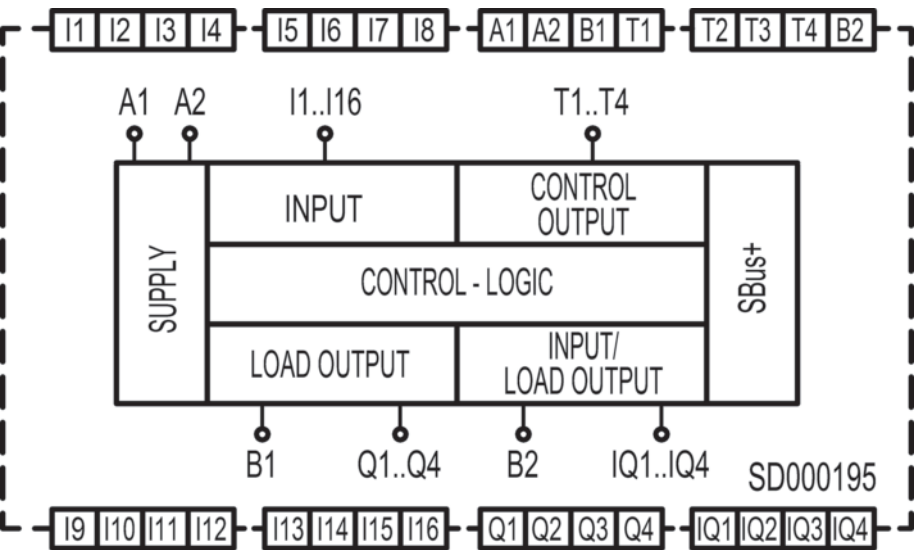 I1 I2 I3 I4 I5 I6 I7 I8 A1 A2 B1 T1 T2 T3 T4 B2
A1 A2 I1..I16 T1..T4
INPUT
CONTROL
OUTPUT
SUPPLY
CONTROL - LOGIC
SBus+
LOAD OUTPUT
INPUT/
LOAD OUTPUT
B1 Q1..Q4 B2 IQ1..IQ4
SD000195
I9 I10 I11 I12 I13 I14 I15 I16 Q1 Q2 Q3 Q4 IQ1 IQ2 IQ3 IQ4